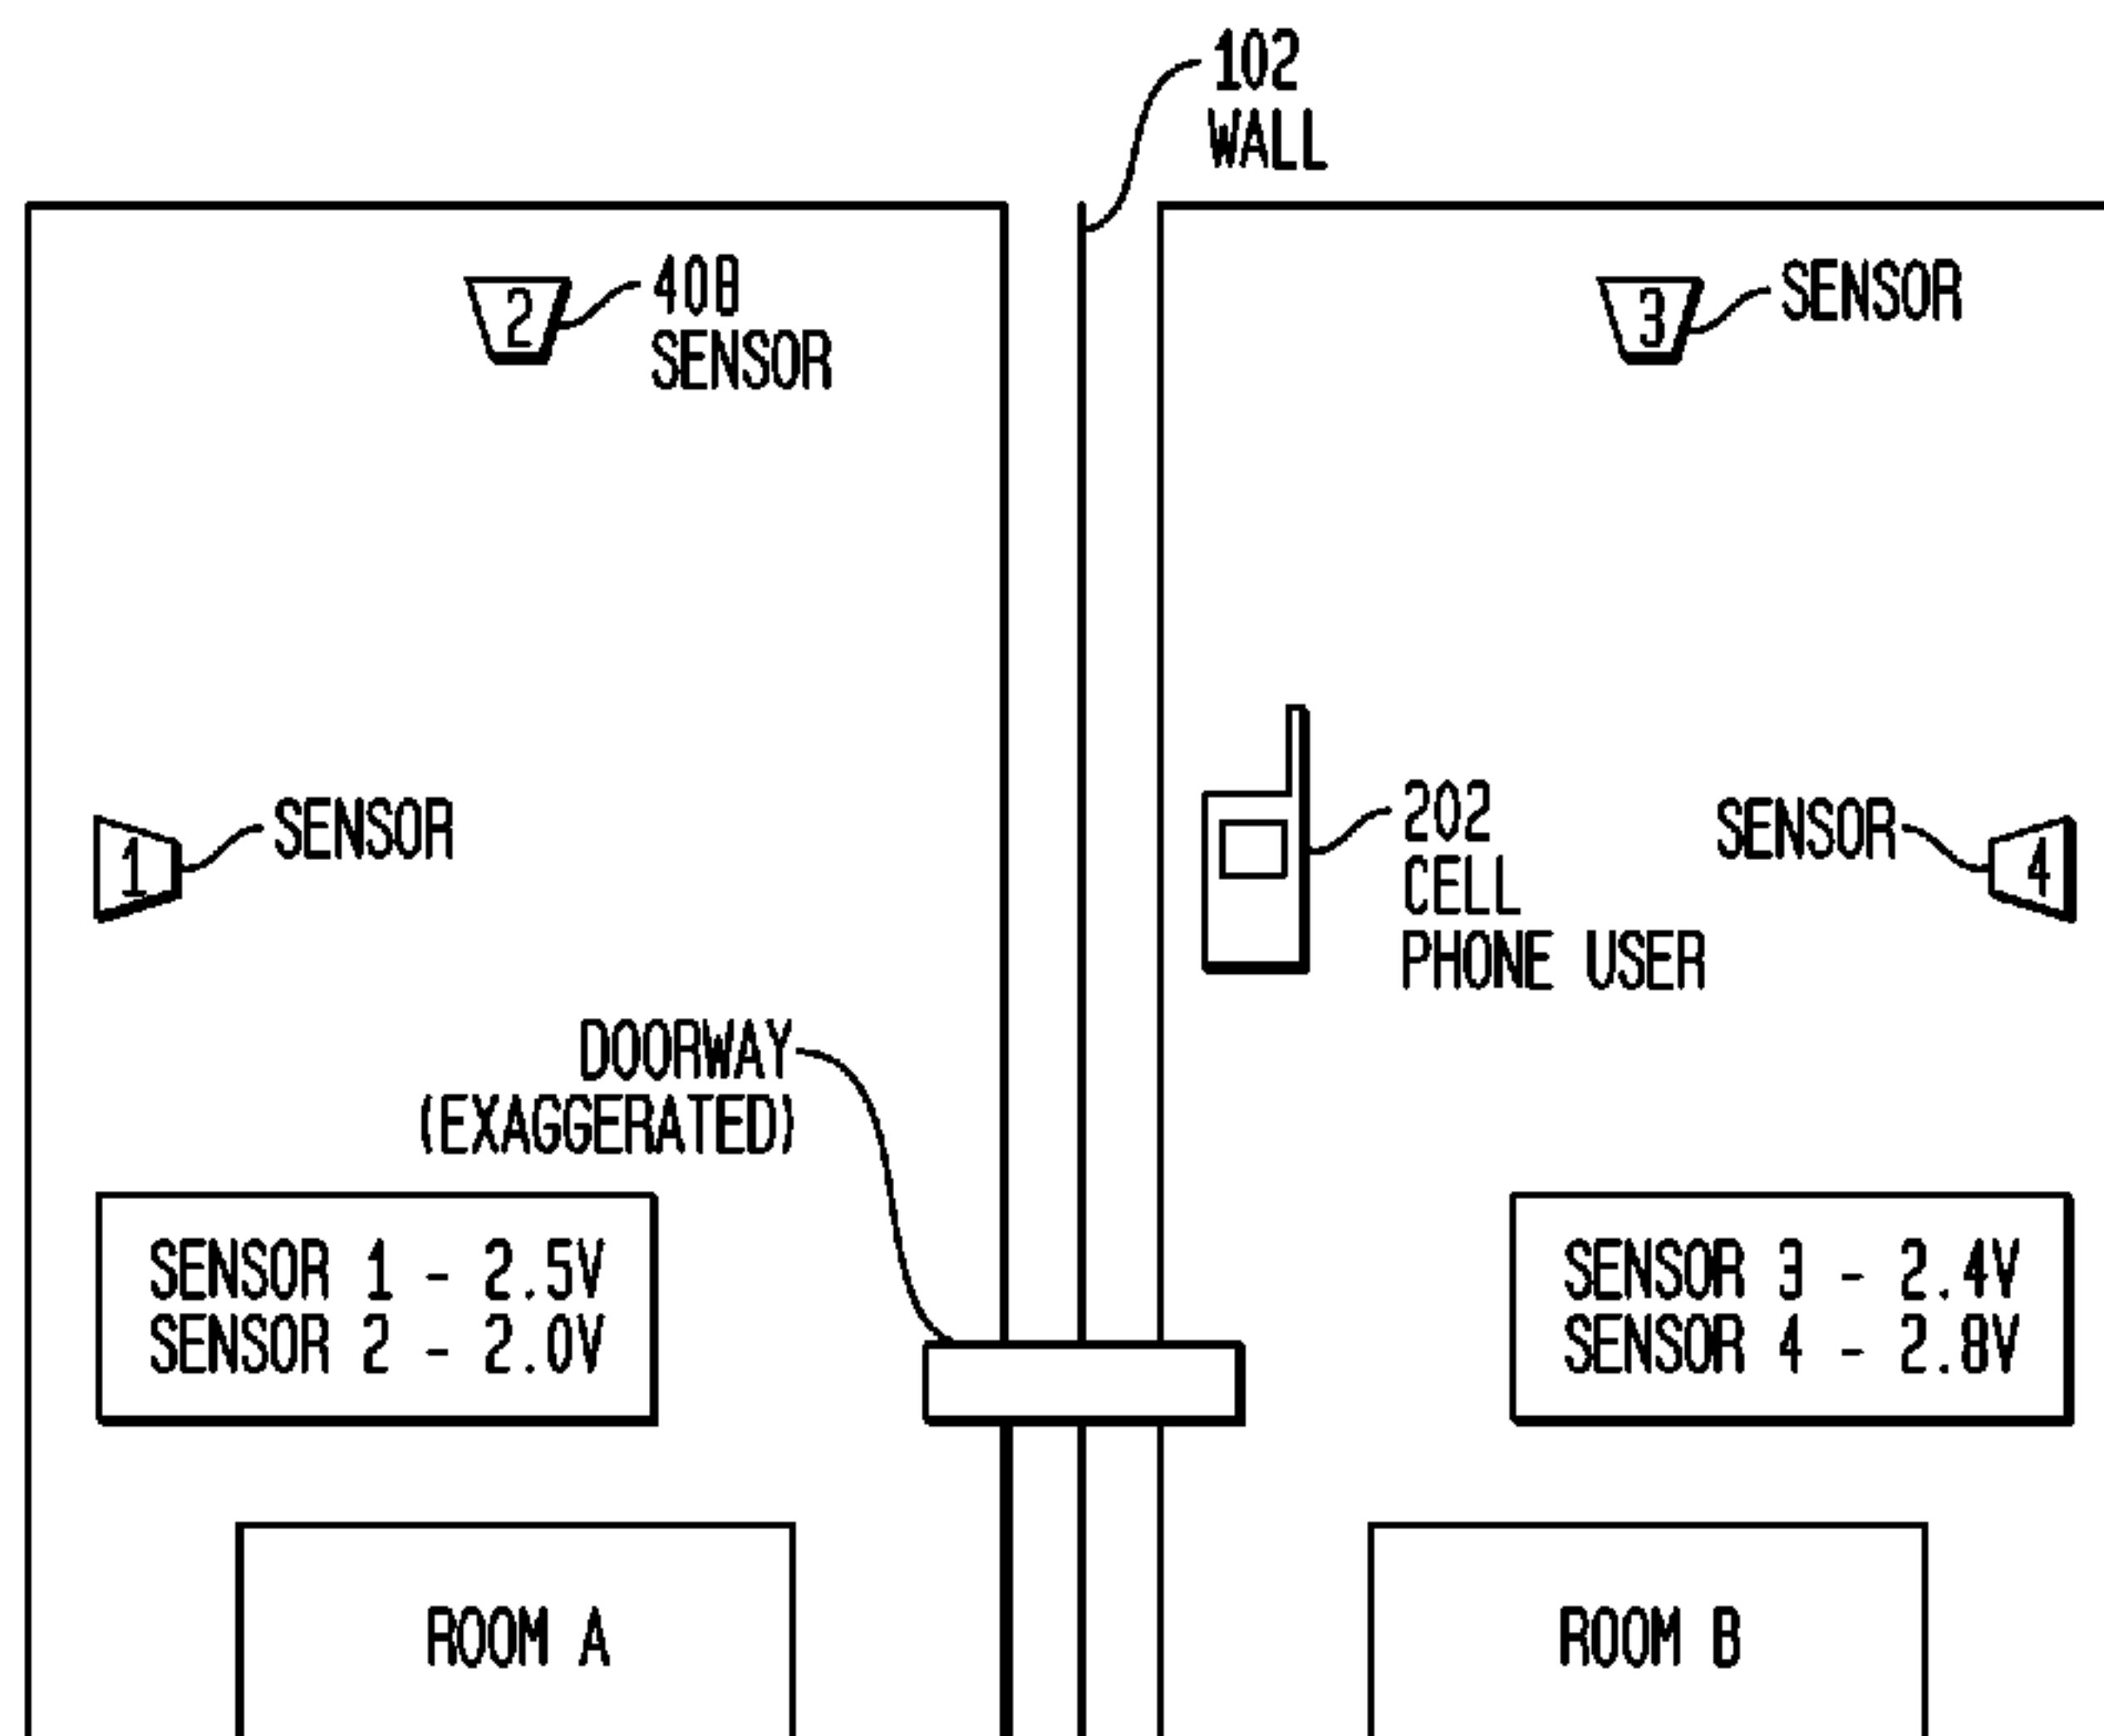 102
WALL
408
SENSOR
SENSOR
2
3
SENSOR
202
CELL
PHONE USER
SENSOR
1
4
DOORWAY
(EXAGGERATED)
SENSOR 1 - 2.5V
SENSOR 2 - 2.0V
SENSOR 3 - 2.4V
SENSOR 4 - 2.8V
ROOM A
ROOM B